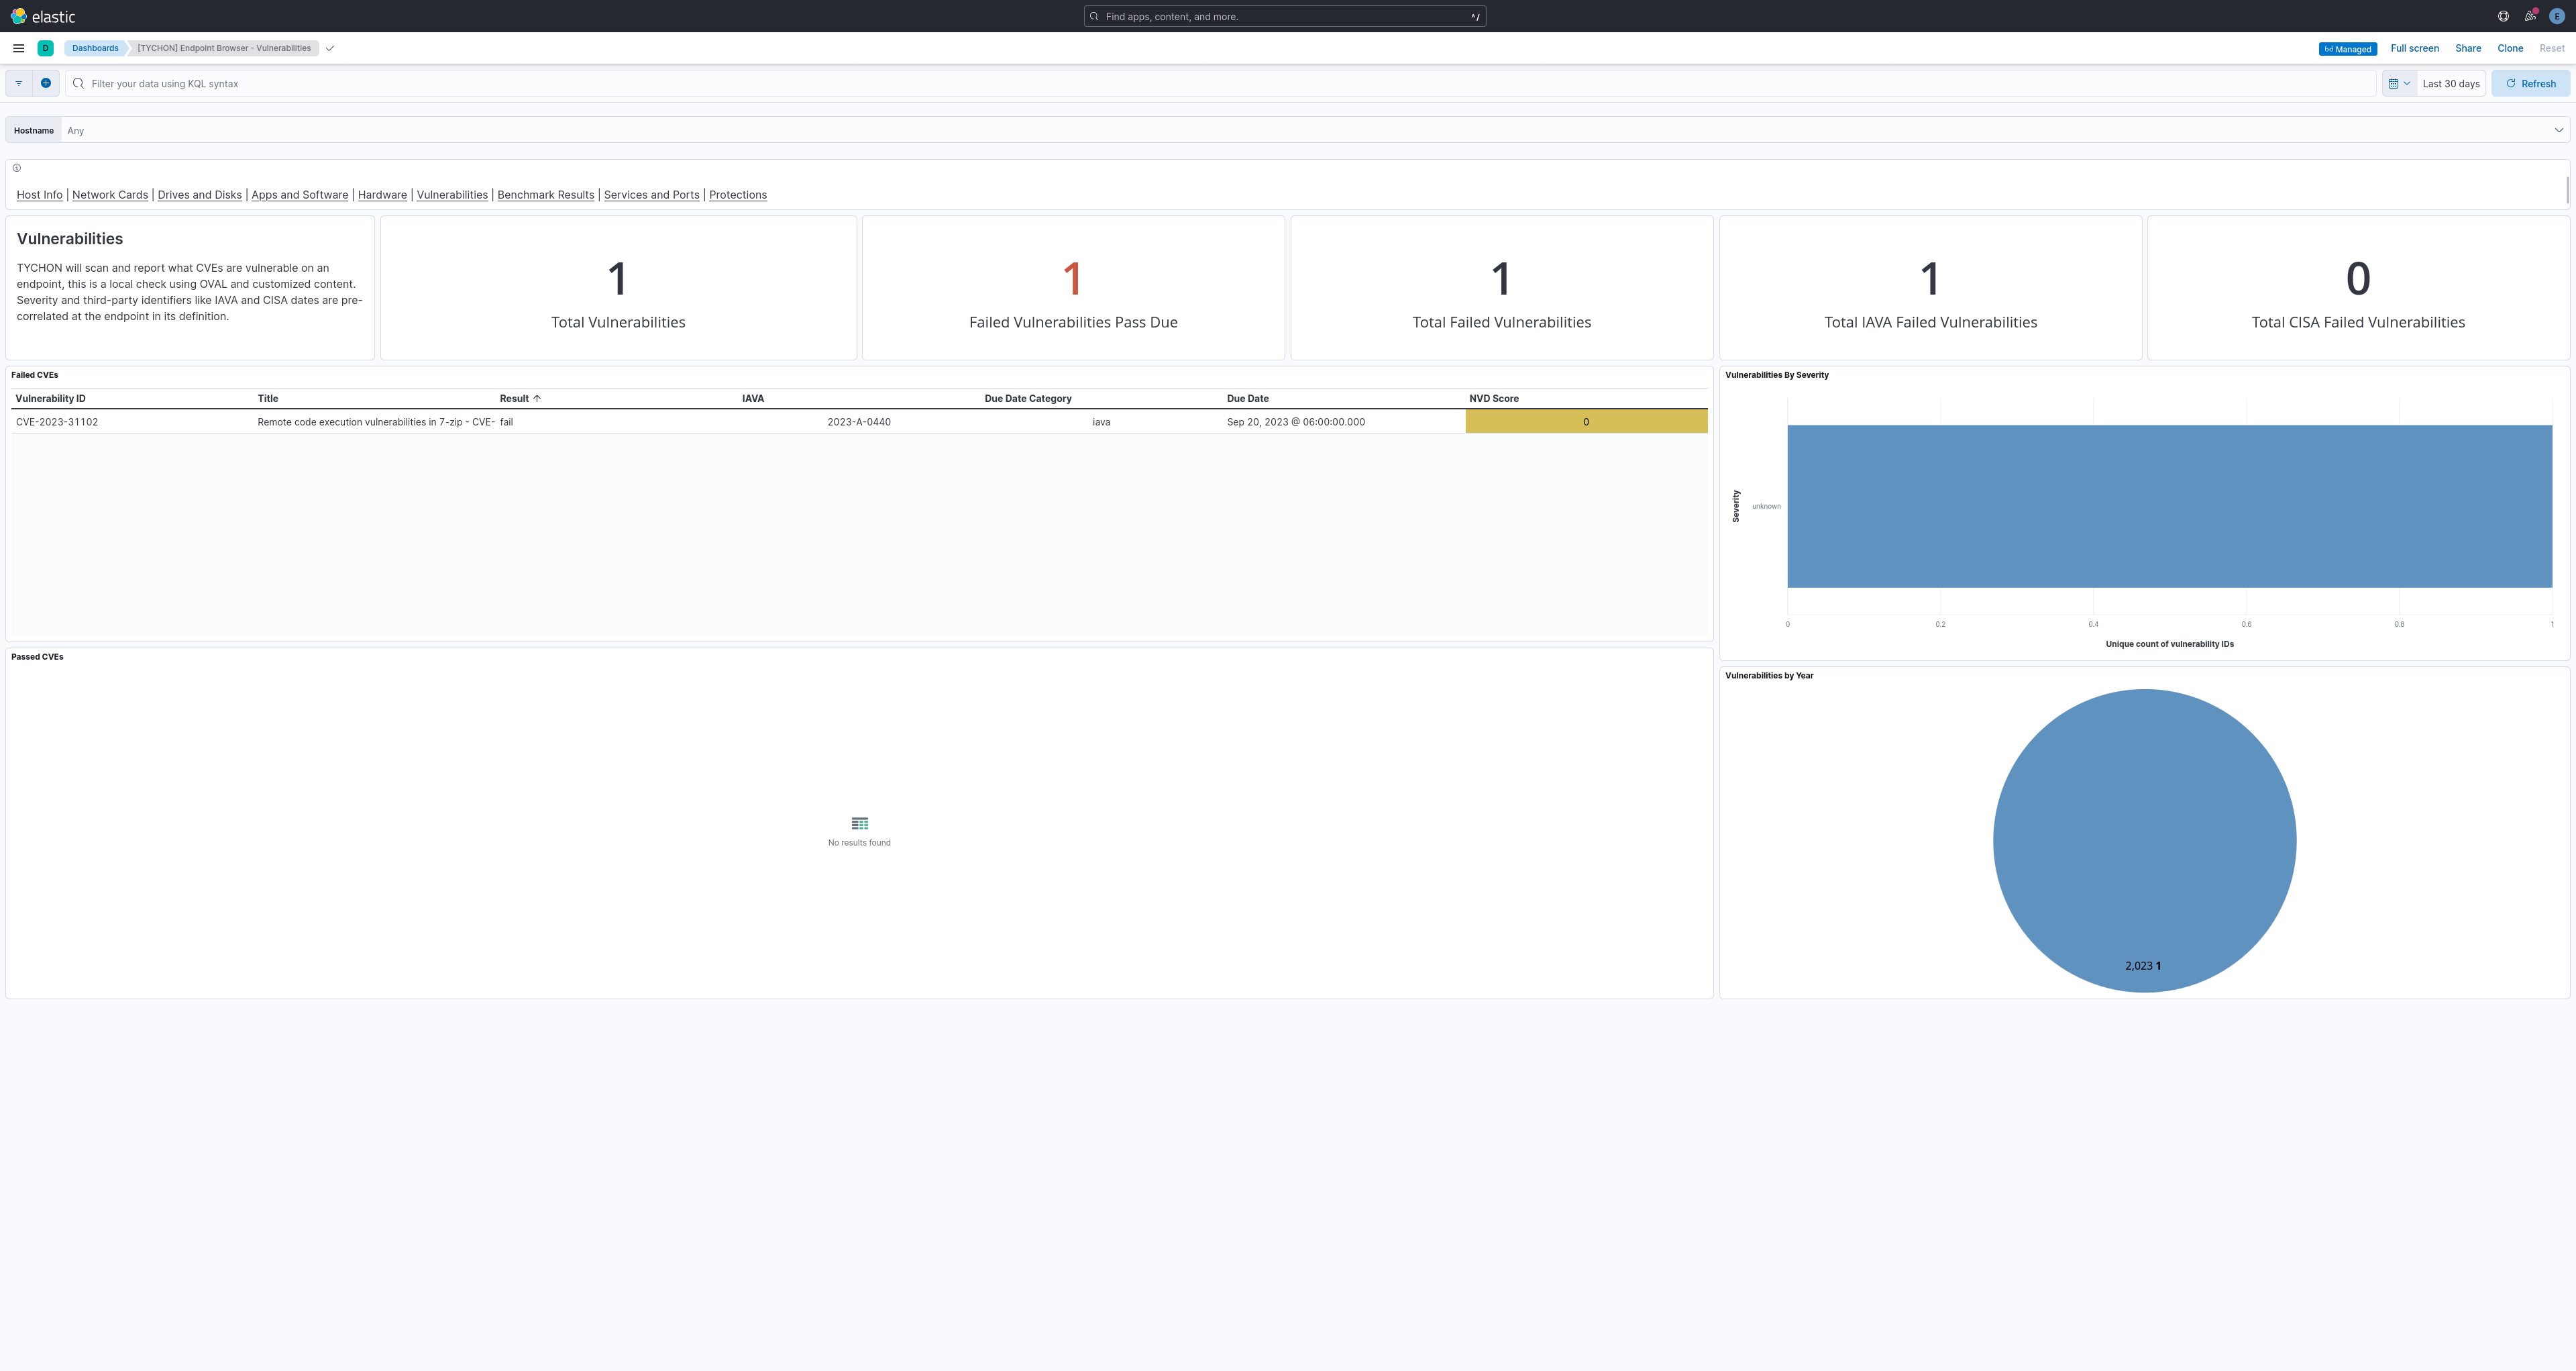 elastic
Find apps, content, and more.
^/
E
D
Dashboards
[TYCHON] Endpoint Browser - Vulnerabilities
Managed
Full screen
Share
Clone
Reset
Filter your data using KQL syntax
Last 30 days
Refresh
Hostname
Any
Host Info | Network Cards | Drives and Disks | Apps and Software | Hardware | Vulnerabilities | Benchmark Results | Services and Ports | Protections
Vulnerabilities
TYCHON will scan and report what CVEs are vulnerable on an
endpoint, this is a local check using OVAL and customized content.
Severity and third-party identifiers like IAVA and CISA dates are pre-
correlated at the endpoint in its definition.
1
Total Vulnerabilities
1
Failed Vulnerabilities Pass Due
1
Total Failed Vulnerabilities
1
Total IAVA Failed Vulnerabilities
0
Total CISA Failed Vulnerabilities
Failed CVEs
Vulnerability ID Title Result IAVA Due Date Category Due Date NVD Score
CVE-2023-31102 Remote code execution vulnerabilities in 7-zip - CVE- fail 2023-A-0440 iava Sep 20, 2023 @ 06:00:00.000 0
Vulnerabilities By Severity
Severity
unknown
0 0.2 0.4 0.6 0.8 1
Unique count of vulnerability IDs
Passed CVEs
No results found
Vulnerabilities by Year
2,023 1